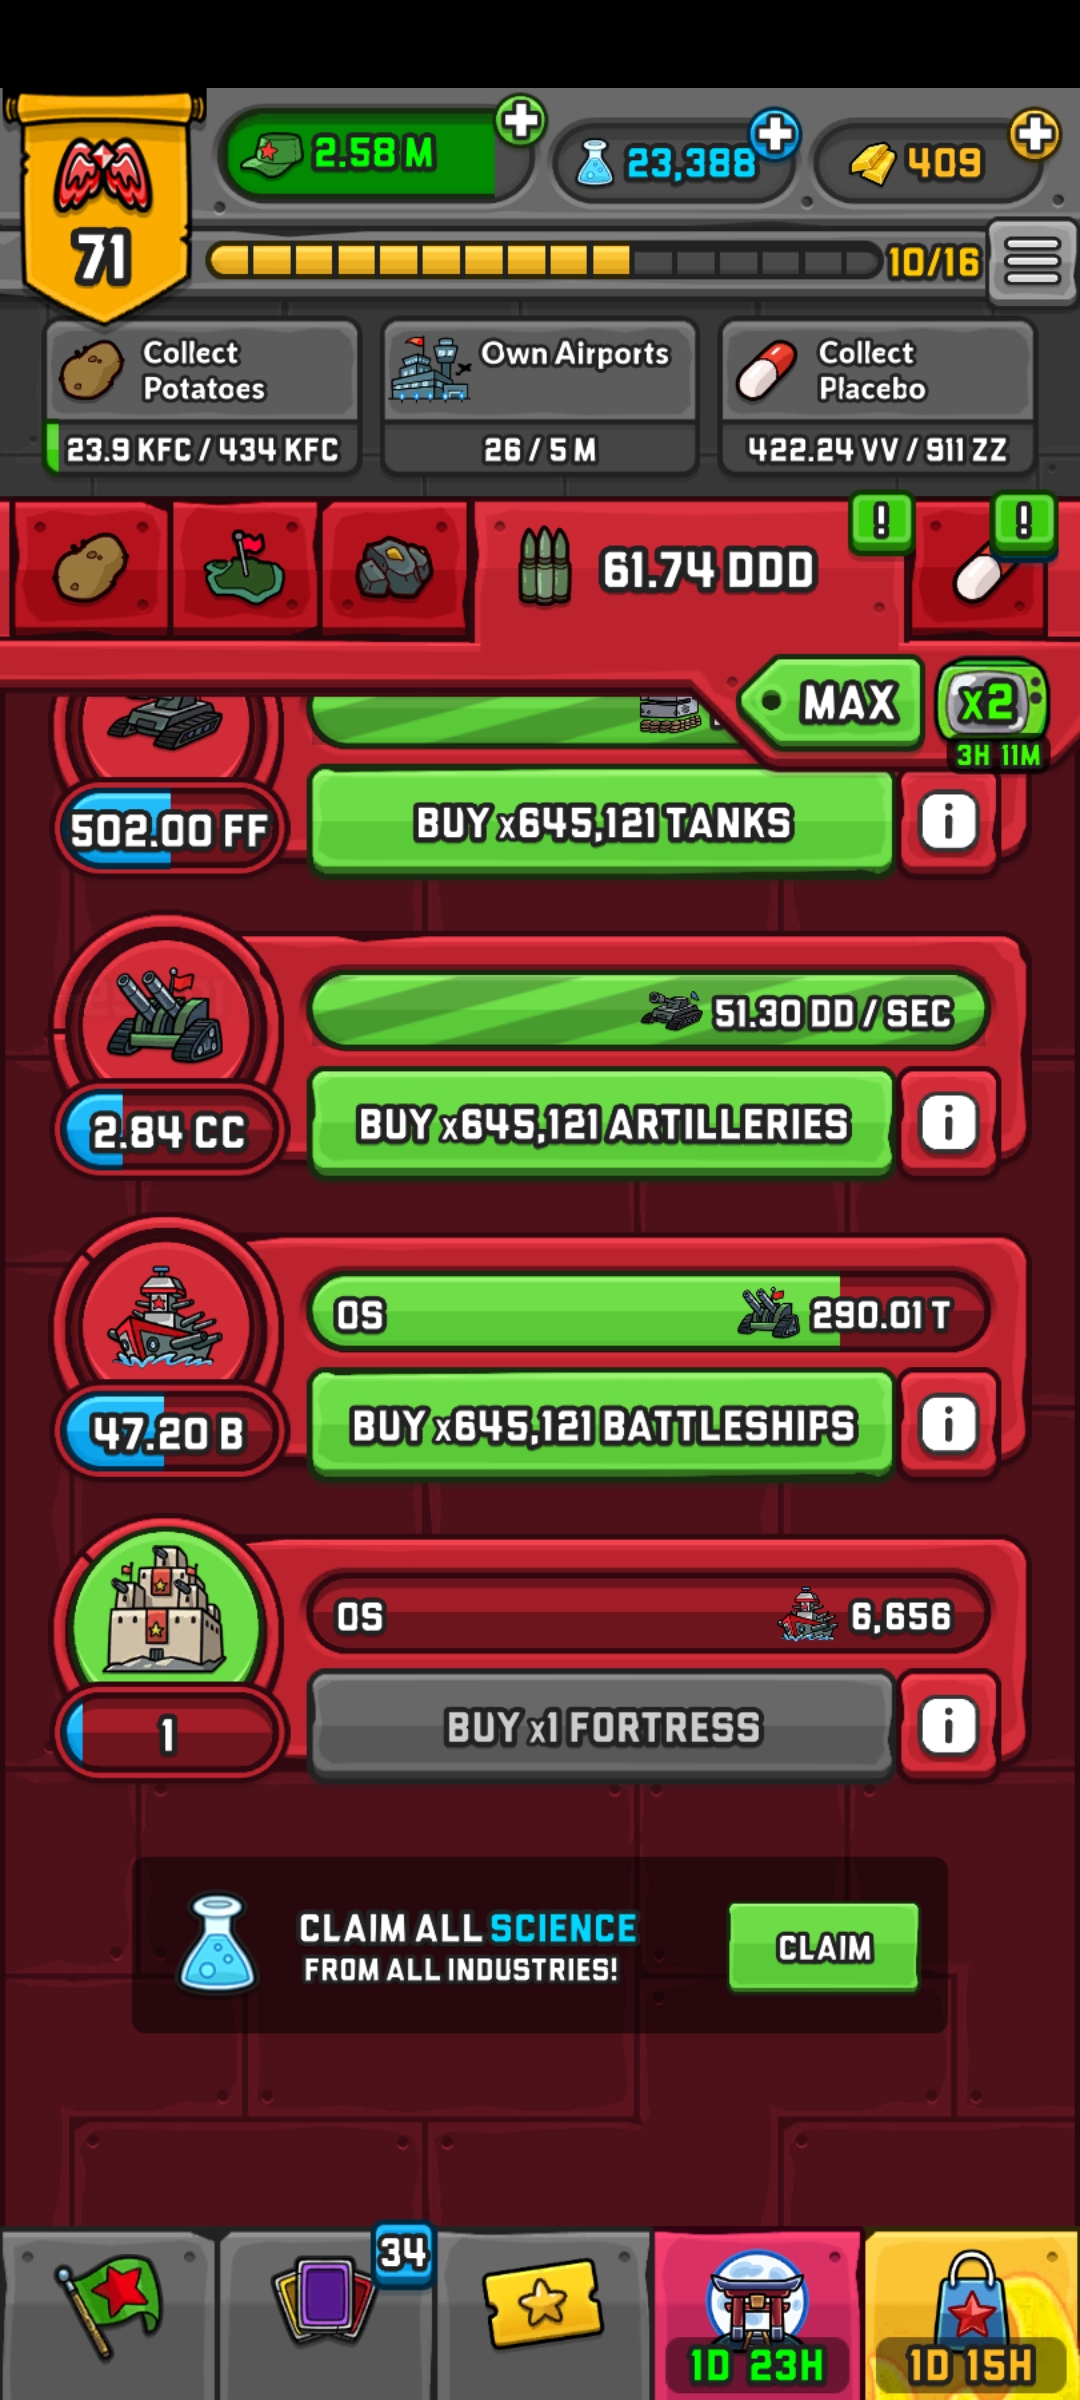 2.58 M
23,388
409
71
10/16
Collect
Potatoes
Own Airports
Collect
Placebo
23.9 KFC / 434 KFC
26 / 5 M
422.24 VV / 911 ZZ
!
!
61.74 DDD
MAX
x2
3H 11M
502.00 FF
BUY x645,121 TANKS
i
51.30 DD / SEC
2.84 CC
BUY x645,121 ARTILLERIES
i
0S
290.01 T
47.20 B
BUY x645,121 BATTLESHIPS
i
0S
6,656
1
BUY x1 FORTRESS
i
CLAIM ALL SCIENCE
FROM ALL INDUSTRIES!
CLAIM
34
1D 23H
1D 15H